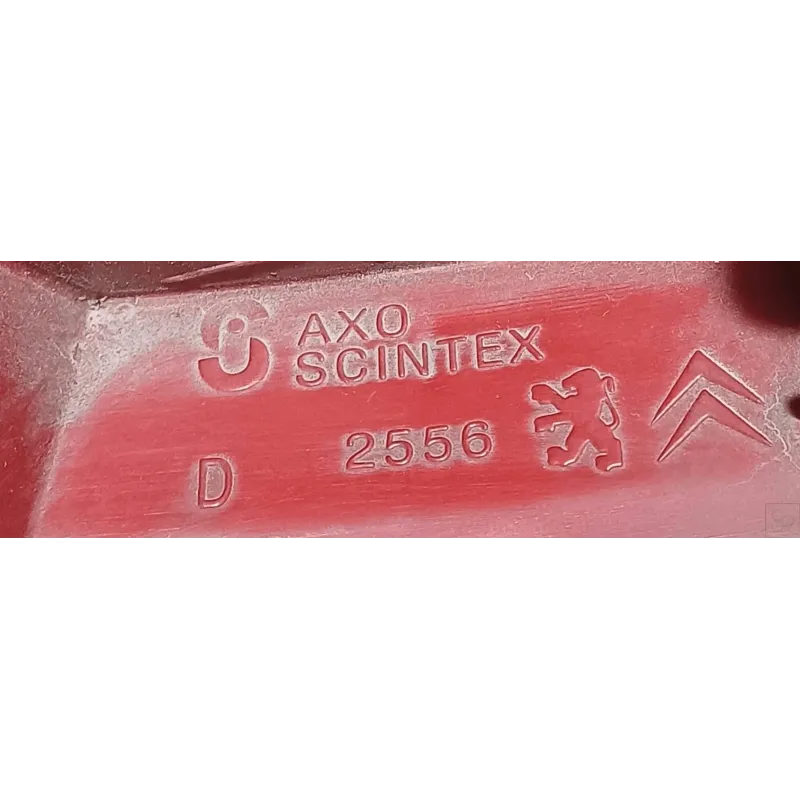 AXO
SCINTEX
2556
D